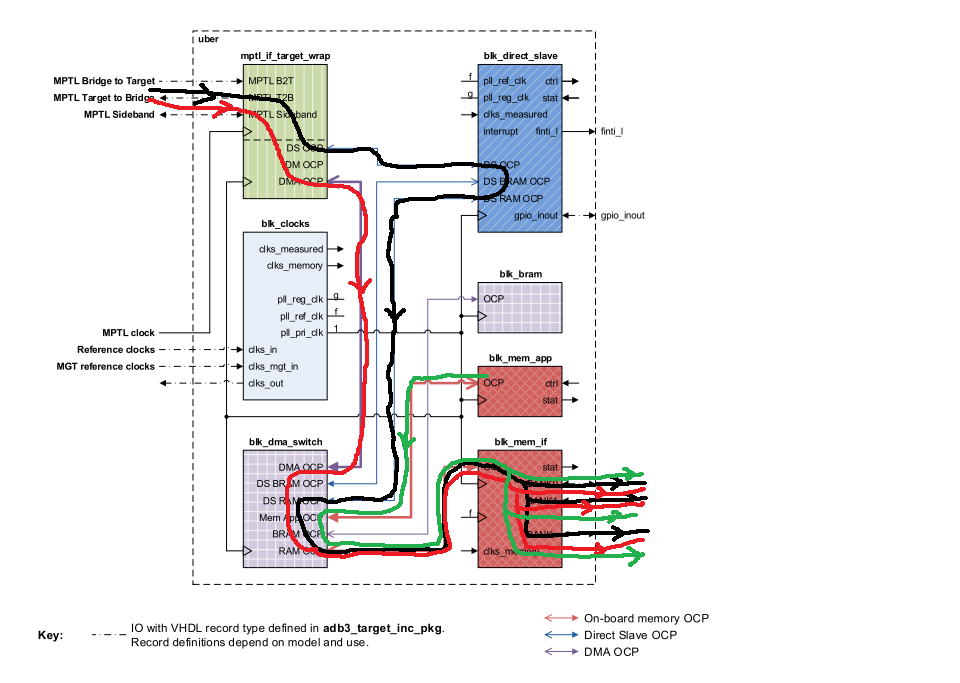 uber
mptl_if_target_wrap
MPTL B2T
MPTL T2B
MPTL Sideband
DS OCP
DM OCP
DMA OCP
MPTL Bridge to Target
MPTL Target to Bridge
MPTL Sideband
blk_direct_slave
f
pll_ref_clk
ctrl
g
pll_reg_clk
stat
clks_measured
interrupt
finti_l
finti_l
DS OCP
DS BRAM OCP
DS RAM OCP
gpio_inout
gpio_inout
blk_clocks
clks_measured
clks_memory
pll_reg_clk
g
pll_ref_clk
f
pll_pri_clk
1
clks_in
clks_mgt_in
clks_out
MPTL clock
Reference clocks
MGT reference clocks
blk_bram
OCP
blk_mem_app
OCP
ctrl
stat
blk_dma_switch
DMA OCP
DS BRAM OCP
DS RAM OCP
Mem App OCP
BRAM OCP
RAM OCP
blk_mem_if
stat
f
clks_memory
Key:
IO with VHDL record type defined in adb3_target_inc_pkg.
Record definitions depend on model and use.
On-board memory OCP
Direct Slave OCP
DMA OCP